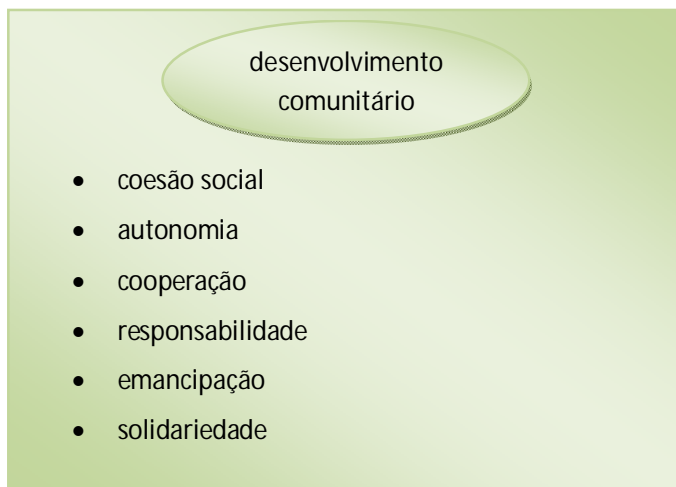 desenvolvimento
comunitário
• coesão social
• autonomia
• cooperação
• responsabilidade
• emancipação
• solidariedade